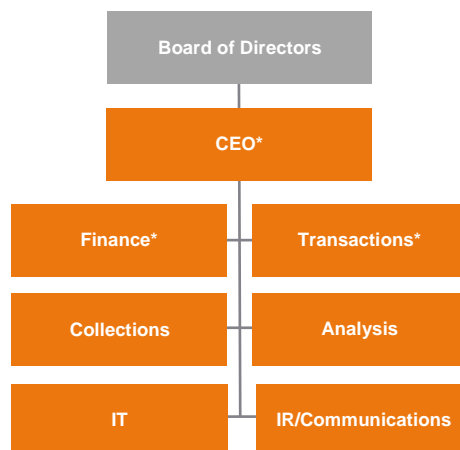 Board of Directors
CEO*
Finance*
Transactions*
Collections
Analysis
IT
IR/Communications